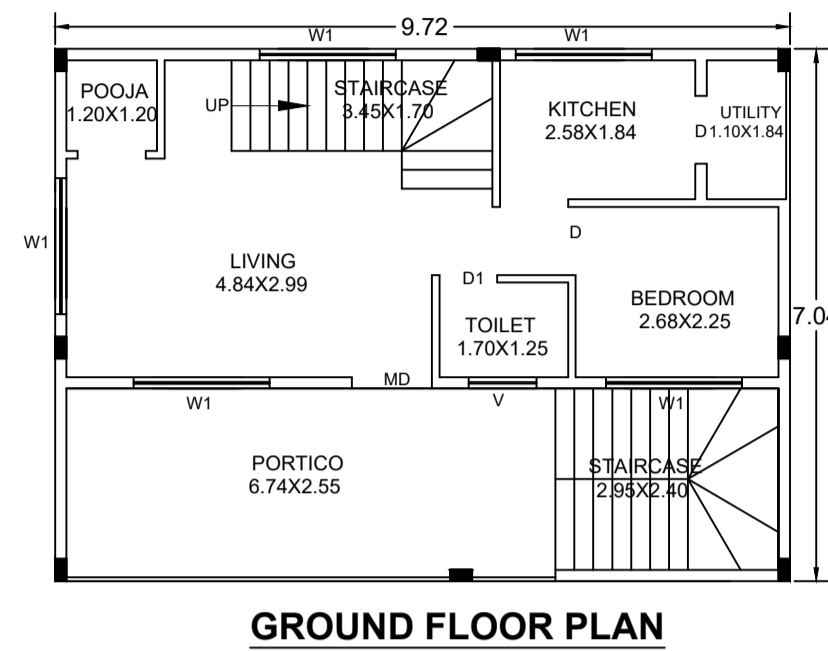 9.72
W1
W1
POOJA
1.20X1.20
UP
STAIRCASE
3.45X1.70
KITCHEN
2.58X1.84
UTILITY
D 1.10X1.84
W1
LIVING
4.84X2.99
D
D1
BEDROOM
2.68X2.25
TOILET
1.70X1.25
MD
W1
V
W1
PORTICO
6.74X2.55
STAIRCASE
2.95X2.40
GROUND FLOOR PLAN